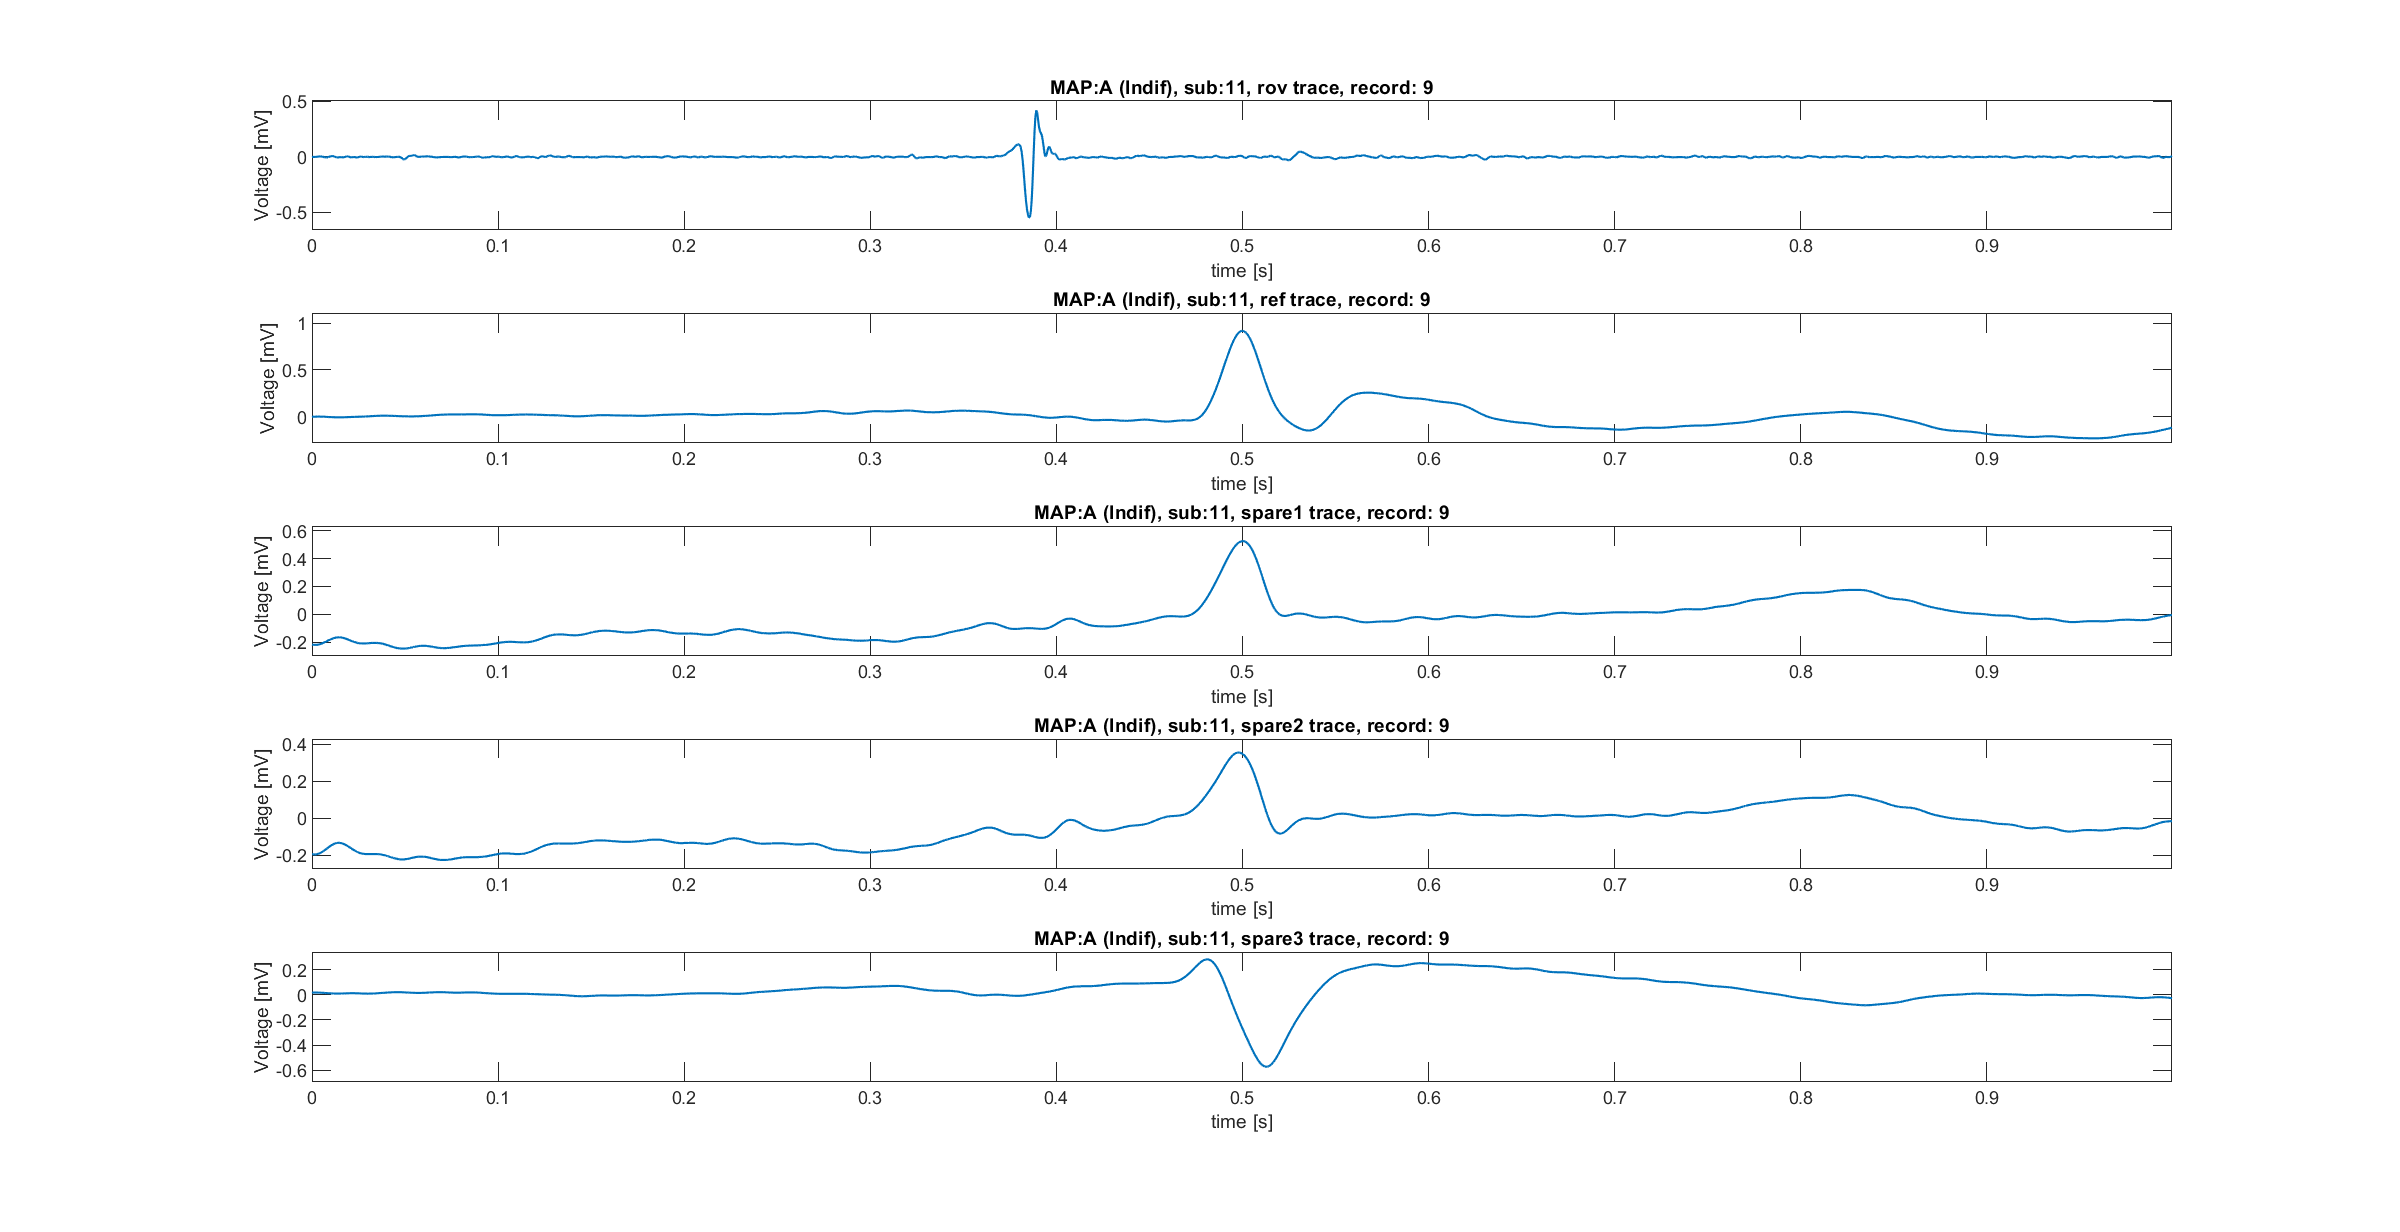 MAP:A (Indif), sub:11, rov trace, record: 9
Voltage [mV]
0.5
0
-0.5
0 0.1 0.2 0.3 0.4 0.5 0.6 0.7 0.8 0.9
time [s]
MAP:A (Indif), sub:11, ref trace, record: 9
Voltage [mV]
1
0.5
0
0 0.1 0.2 0.3 0.4 0.5 0.6 0.7 0.8 0.9
time [s]
MAP:A (Indif), sub:11, spare1 trace, record: 9
Voltage [mV]
0.6
0.4
0.2
0
-0.2
0 0.1 0.2 0.3 0.4 0.5 0.6 0.7 0.8 0.9
time [s]
MAP:A (Indif), sub:11, spare2 trace, record: 9
Voltage [mV]
0.4
0.2
0
-0.2
0 0.1 0.2 0.3 0.4 0.5 0.6 0.7 0.8 0.9
time [s]
MAP:A (Indif), sub:11, spare3 trace, record: 9
Voltage [mV]
0.2
0
-0.2
-0.4
-0.6
0 0.1 0.2 0.3 0.4 0.5 0.6 0.7 0.8 0.9
time [s]